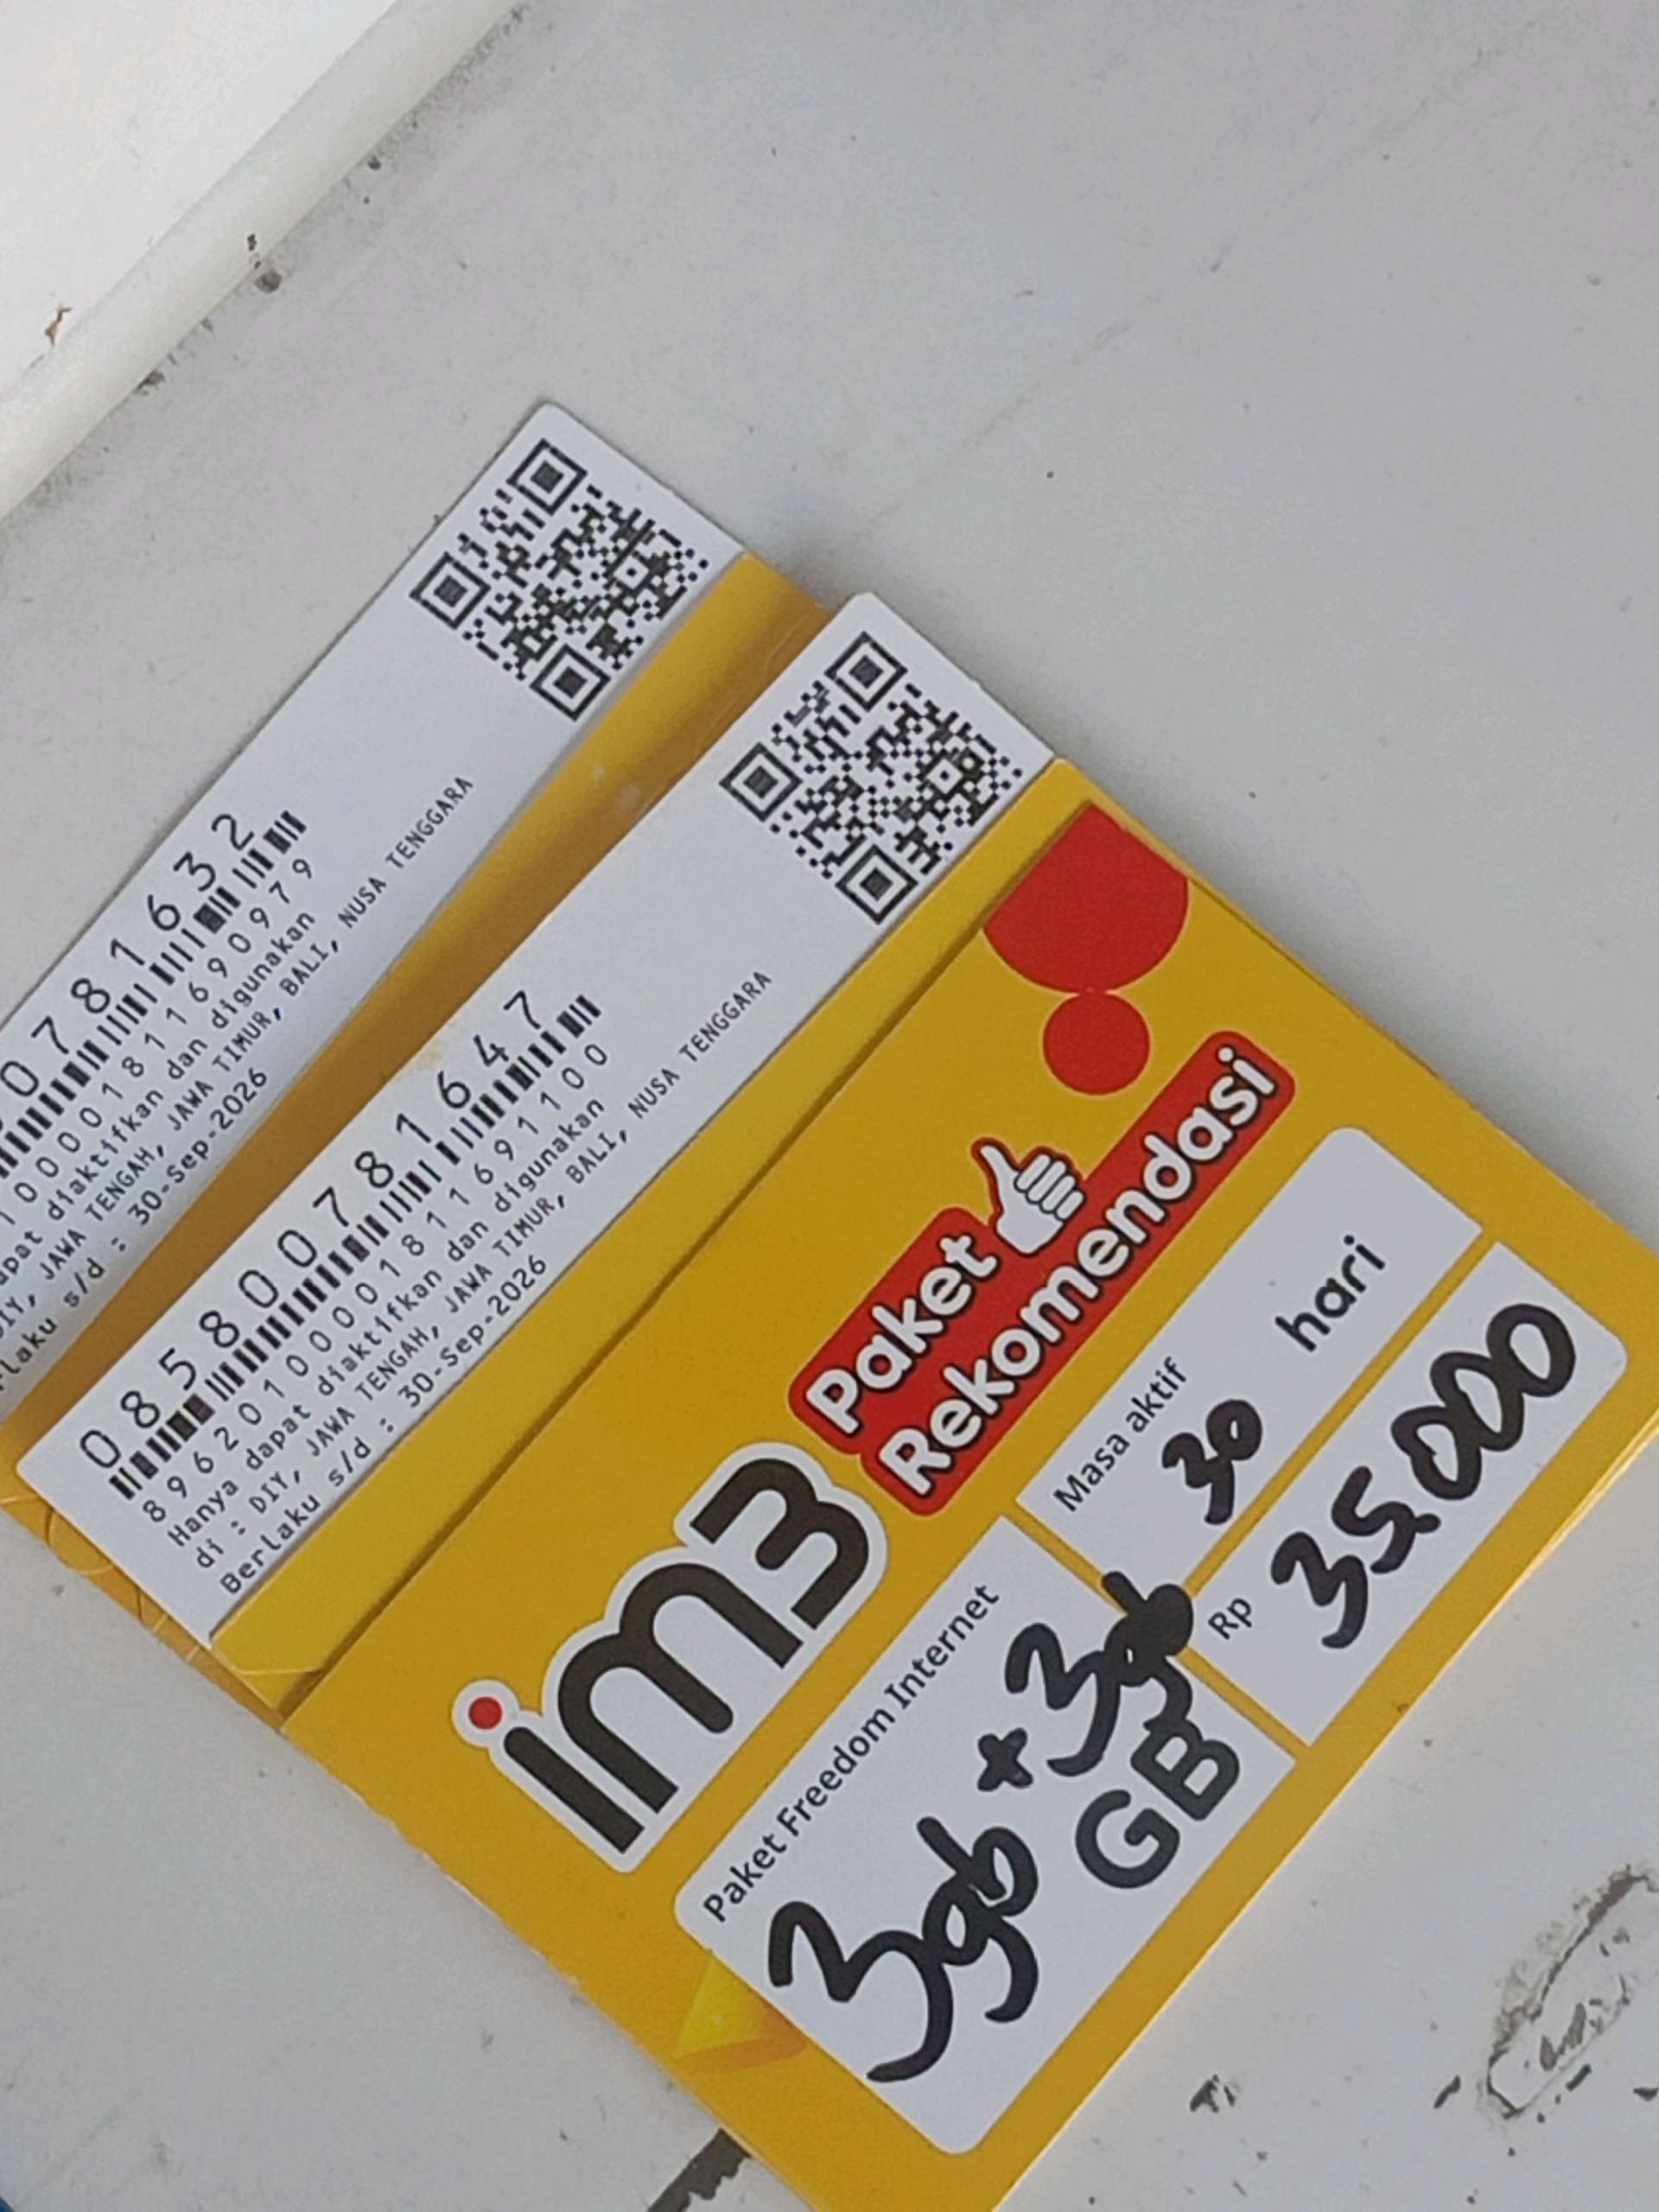 0781632
10000181169 0979
dapat diaktifkan dan digunakan
DIY, JAWA TENGAH, JAWA TIMUR, BALI, NUSA TENGGARA
s/d : 30-Sep-2026
085800781647
8962010000181169 1100
Hanya dapat diaktifkan dan digunakan
di : DIY, JAWA TENGAH, JAWA TIMUR, BALI, NUSA TENGGARA
Berlaku s/d : 30-Sep-2026
im3
Paket
Rekomendasi
Paket Freedom Internet
3gb + 3gb
GB
Masa aktif
30 hari
Rp 35.000